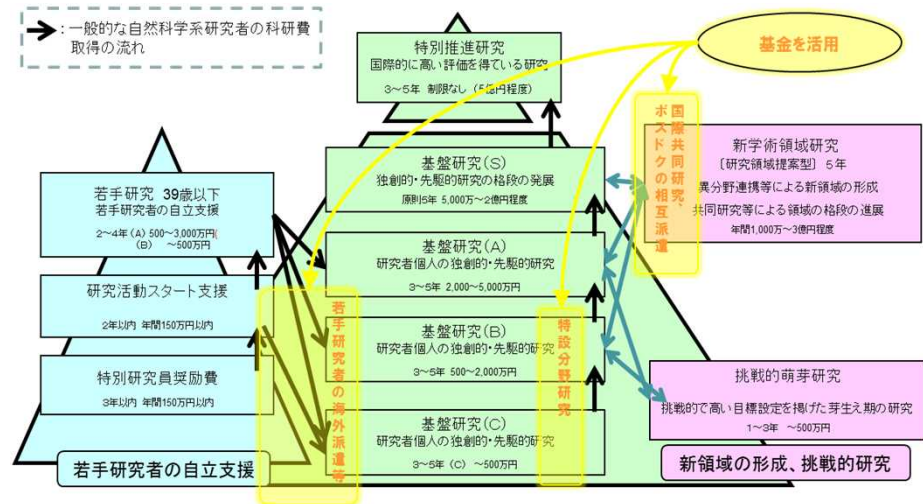 ：一般的な自然科学系研究者の科研費
取得の流れ
基金を活用
特別推進研究
国際的に高い評価を得ている研究
3～5年 制限なし（5億円程度）
若手研究 39歳以下
若手研究者の自立支援
2～4年（A）500～3,000万円(
（B） ～500万円
研究活動スタート支援
2年以内 年間150万円以内
特別研究員奨励費
3年以内 年間150万円以内
若手研究者の自立支援
基盤研究(S)
独創的・先駆的研究の格段の発展
原則5年 5,000万～2億円程度
基盤研究(A)
研究者個人の独創的・先駆的研究
3～5年 2,000～5,000万円
基盤研究(B)
研究者個人の独創的・先駆的研究
3～5年 500～2,000万円
基盤研究(C)
研究者個人の独創的・先駆的研究
3～5年（C） ～500万円
若手研究者の海外派遣等
特設分野研究
国際共同研究、
ポスドクの相互派遣
新学術領域研究
〔研究領域提案型〕 5年
異分野連携等による新領域の形成
共同研究等による領域の格段の進展
年間1,000万～3億円程度
挑戦的萌芽研究
挑戦的で高い目標設定を掲げた芽生え期の研究
1～3年 ～500万円
新領域の形成、挑戦的研究